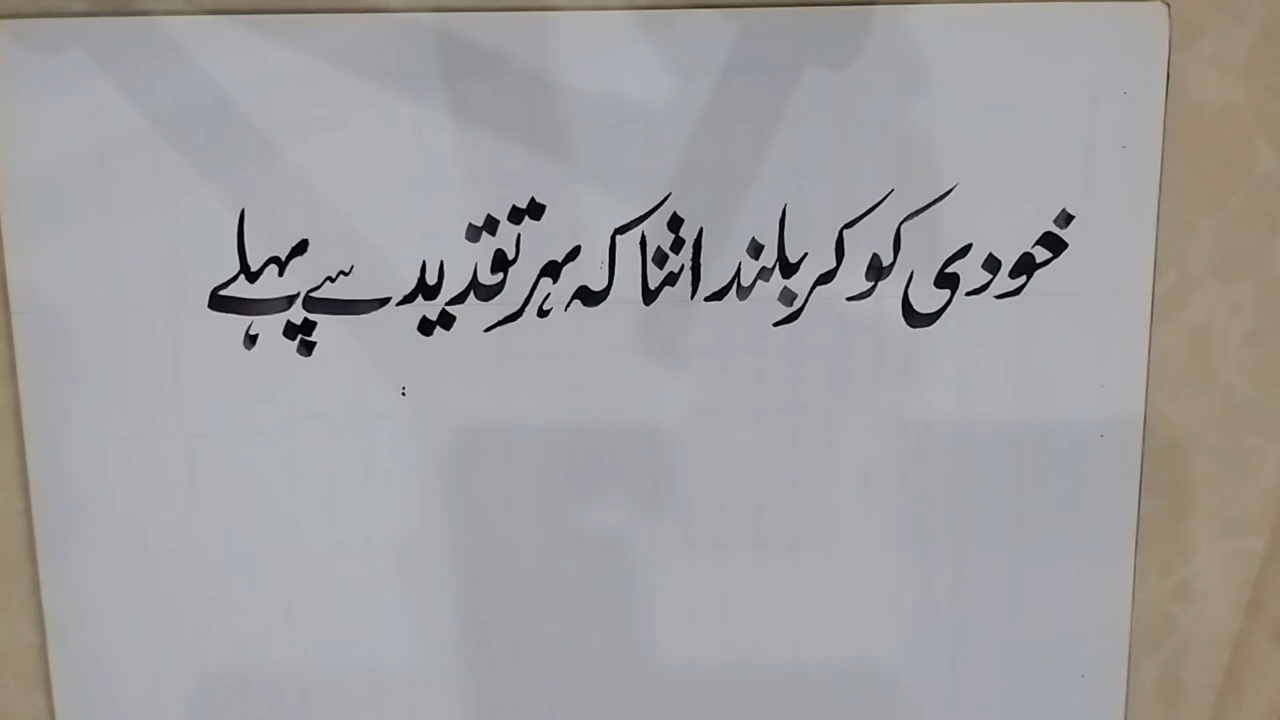 خودی کو کر بلند اتنا کہ ہر تقدید سے پہلے